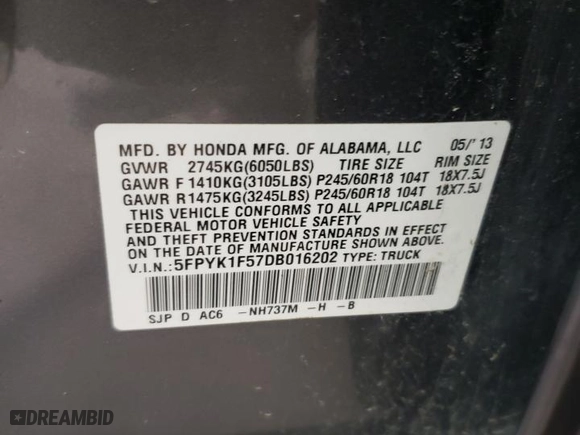 MFD. BY HONDA MFG. OF ALABAMA, LLC 05/'13
GVWR 2745KG(6050LBS) TIRE SIZE RIM SIZE
GAWR F 1410KG(3105LBS) P245/60R18 104T 18X7.5J
GAWR R1475KG(3245LBS) P245/60R18 104T 18X7.5J
THIS VEHICLE CONFORMS TO ALL APPLICABLE
FEDERAL MOTOR VEHICLE SAFETY
AND THEFT PREVENTION STANDARDS IN EFFECT
ON THE DATE OF MANUFACTURE SHOWN ABOVE.
V.I.N.:5FPYK1F57DB016202 TYPE:TRUCK
SJP D AC6 -NH737M -H -B
DREAMBID